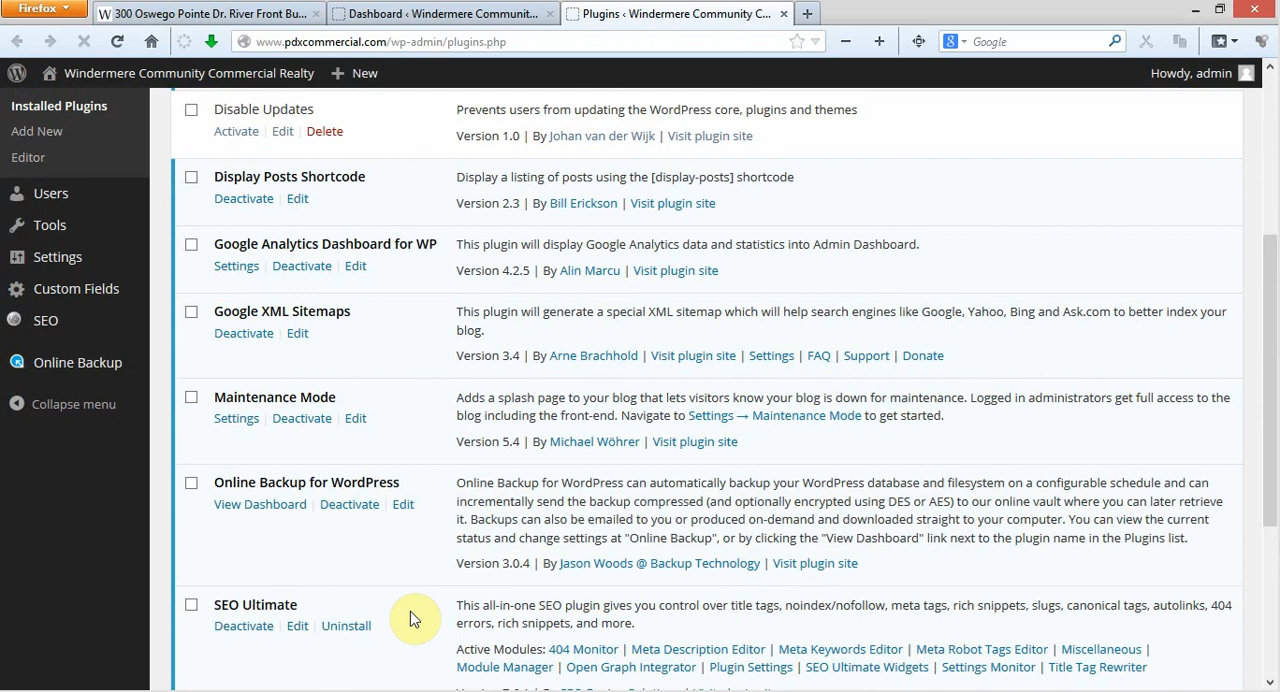 Firefox
300 Oswego Pointe Dr. River Front Bu... ×
Dashboard ‹ Windermere Communit... ×
Plugins ‹ Windermere Community C... ×
www.pdxcommercial.com/wp-admin/plugins.php
Google
Windermere Community Commercial Realty
New
Howdy, admin
Installed Plugins
Add New
Editor
Users
Tools
Settings
Custom Fields
SEO
Online Backup
Collapse menu
Disable Updates
Activate | Edit | Delete
Prevents users from updating the WordPress core, plugins and themes
Version 1.0 | By Johan van der Wijk | Visit plugin site
Display Posts Shortcode
Deactivate | Edit
Display a listing of posts using the [display-posts] shortcode
Version 2.3 | By Bill Erickson | Visit plugin site
Google Analytics Dashboard for WP
Settings | Deactivate | Edit
This plugin will display Google Analytics data and statistics into Admin Dashboard.
Version 4.2.5 | By Alin Marcu | Visit plugin site
Google XML Sitemaps
Deactivate | Edit
This plugin will generate a special XML sitemap which will help search engines like Google, Yahoo, Bing and Ask.com to better index your
blog.
Version 3.4 | By Arne Brachhold | Visit plugin site | Settings | FAQ | Support | Donate
Maintenance Mode
Settings | Deactivate | Edit
Adds a splash page to your blog that lets visitors know your blog is down for maintenance. Logged in administrators get full access to the
blog including the front-end. Navigate to Settings → Maintenance Mode to get started.
Version 5.4 | By Michael Wöhrer | Visit plugin site
Online Backup for WordPress
View Dashboard | Deactivate | Edit
Online Backup for WordPress can automatically backup your WordPress database and filesystem on a configurable schedule and can
incrementally send the backup compressed (and optionally encrypted using DES or AES) to our online vault where you can later retrieve
it. Backups can also be emailed to you or produced on-demand and downloaded straight to your computer. You can view the current
status and change settings at "Online Backup", or by clicking the "View Dashboard" link next to the plugin name in the Plugins list.
Version 3.0.4 | By Jason Woods @ Backup Technology | Visit plugin site
SEO Ultimate
Deactivate | Edit | Uninstall
This all-in-one SEO plugin gives you control over title tags, noindex/nofollow, meta tags, rich snippets, slugs, canonical tags, autolinks, 404
errors, rich snippets, and more.
Active Modules: 404 Monitor | Meta Description Editor | Meta Keywords Editor | Meta Robot Tags Editor | Miscellaneous |
Module Manager | Open Graph Integrator | Plugin Settings | SEO Ultimate Widgets | Settings Monitor | Title Tag Rewriter